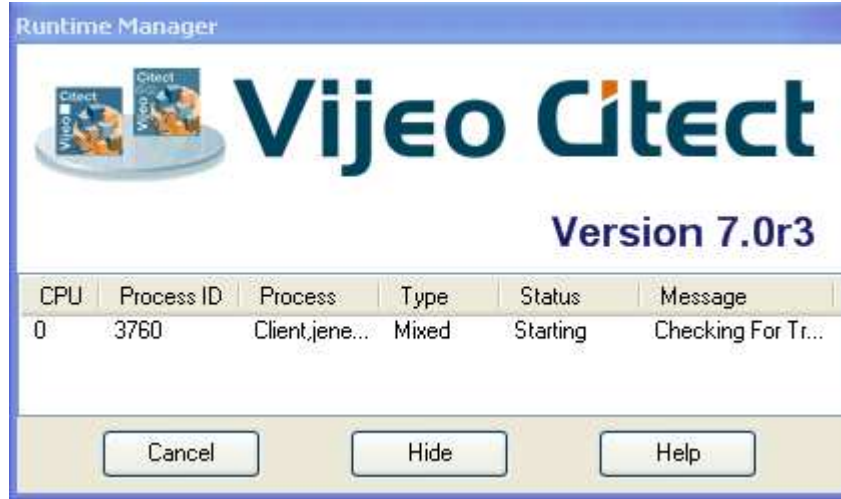 Runtime Manager
Citect
Vijeo
Citect
Vijeo
Vijeo Citect
Version 7.0r3
CPU Process ID Process Type Status Message
0 3760 Client,jene... Mixed Starting Checking For Tr...
Cancel Hide Help